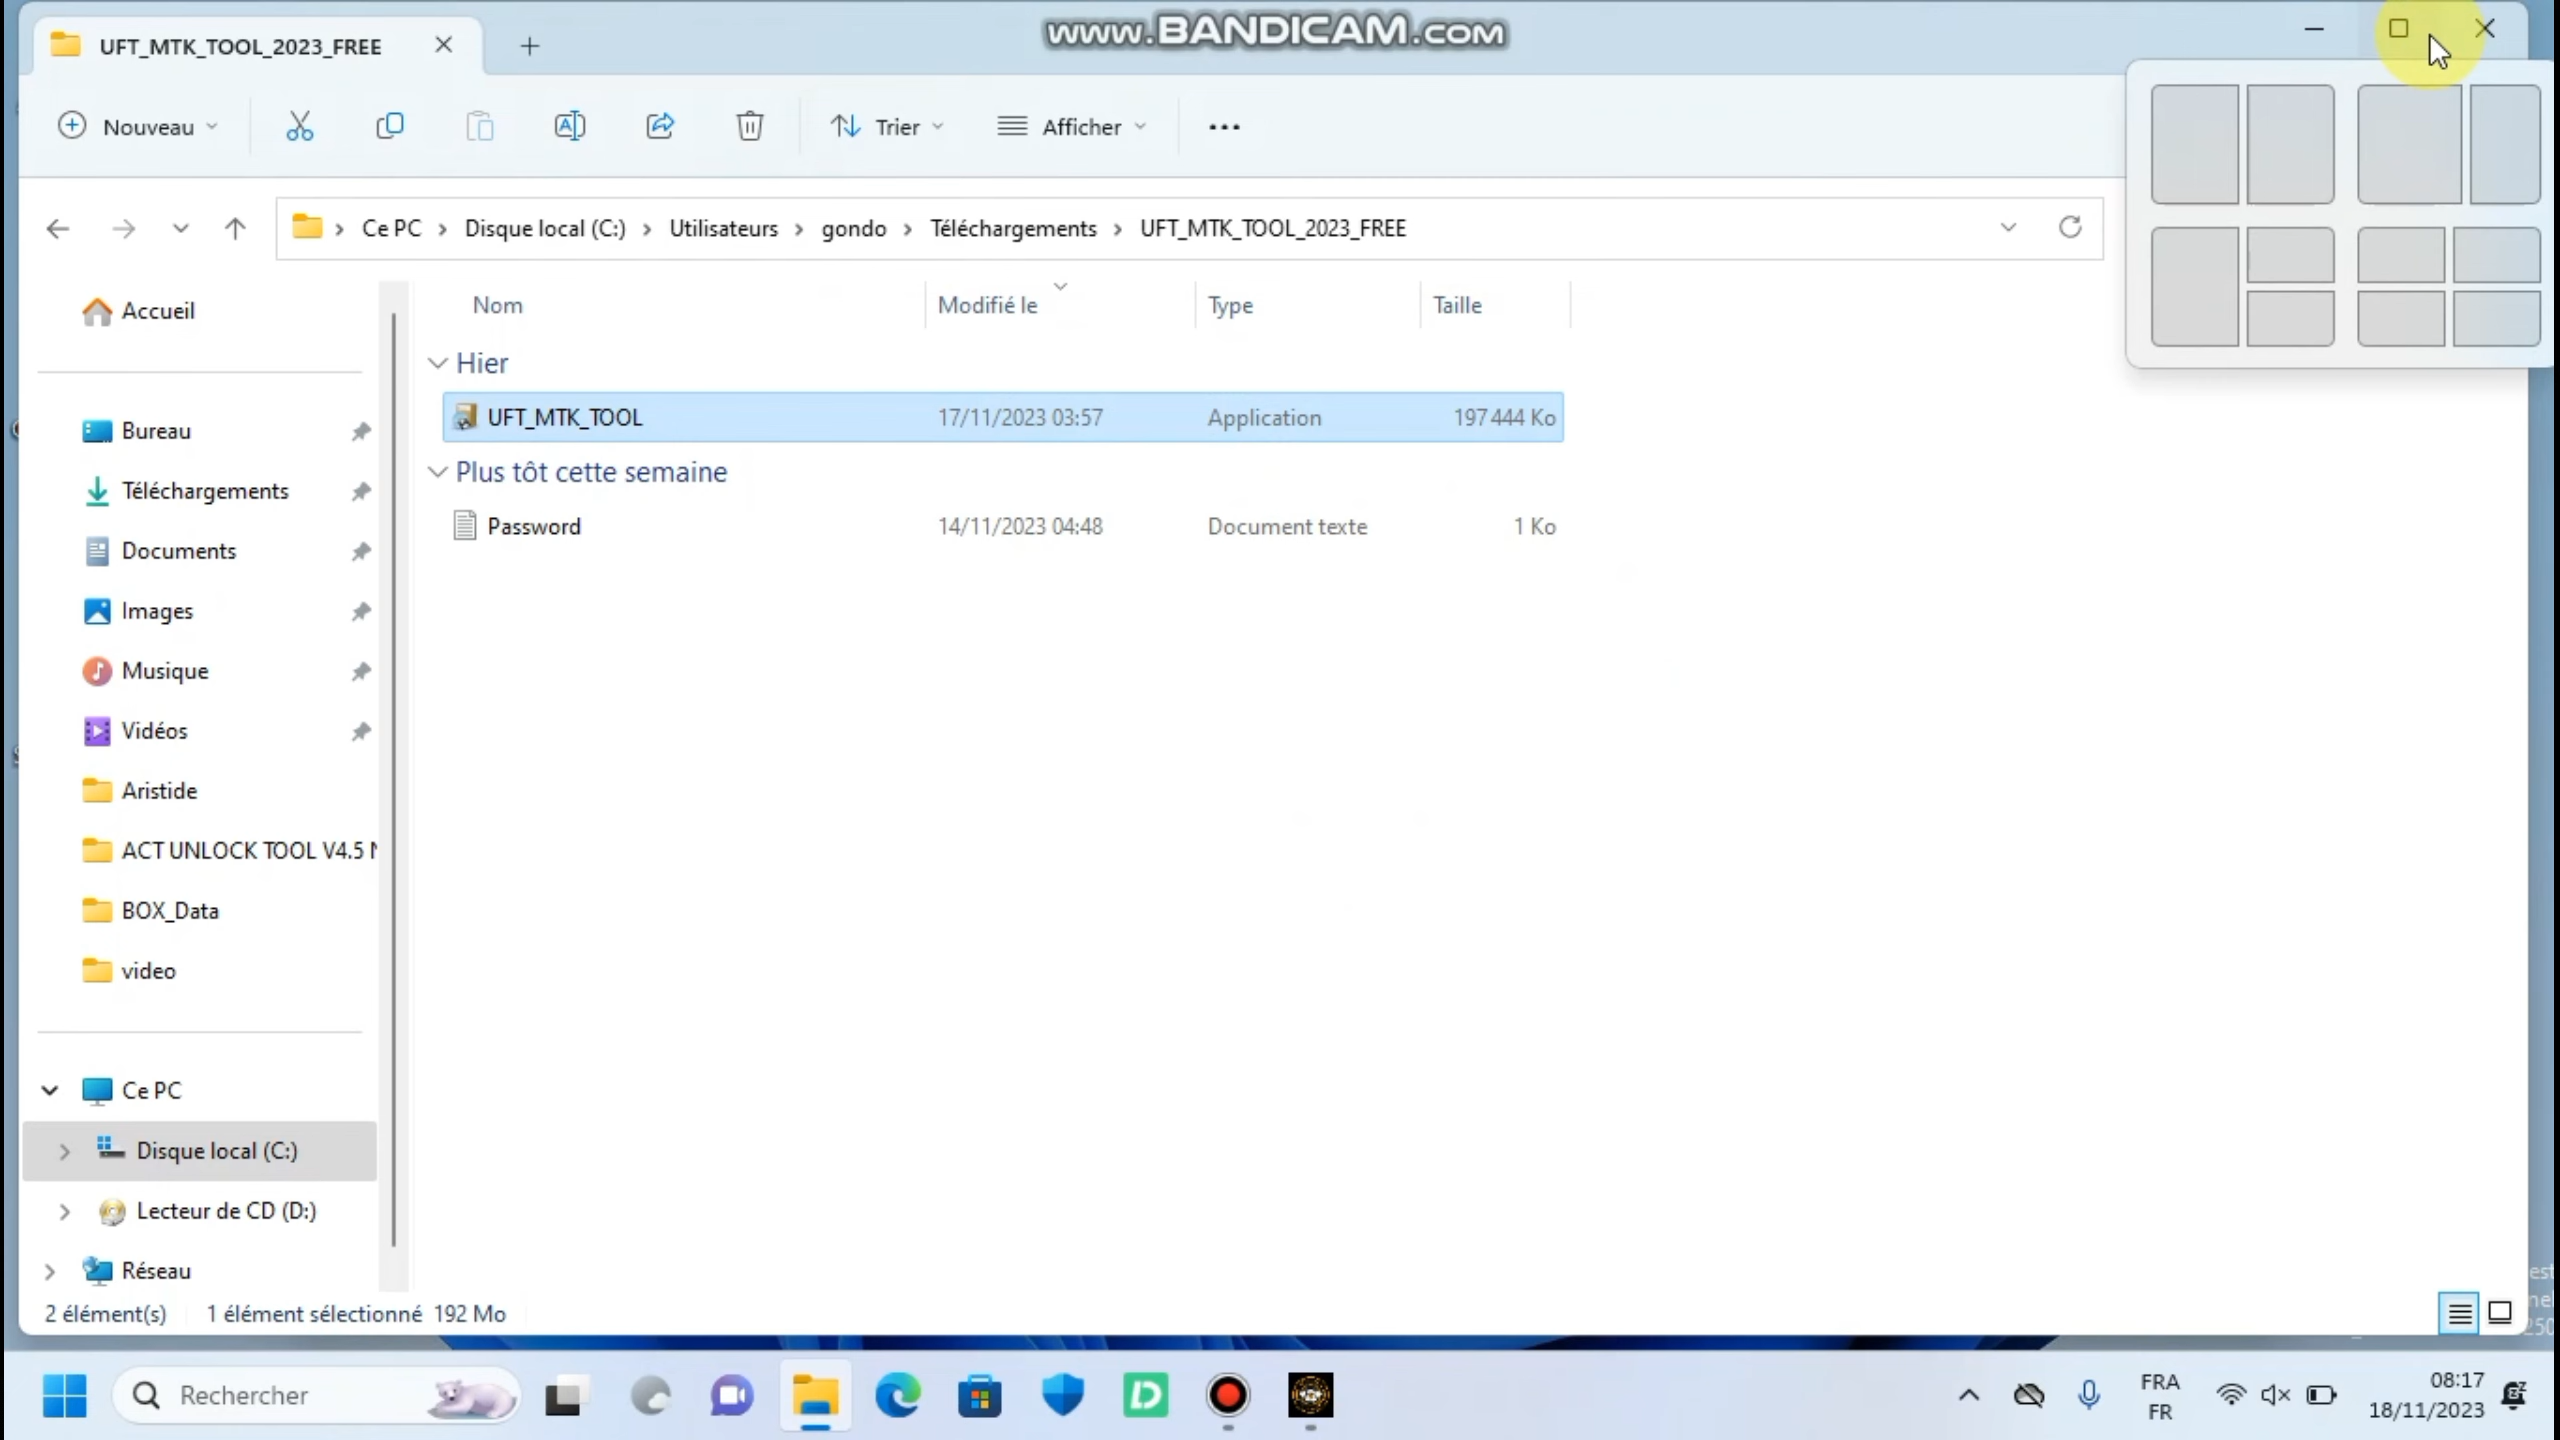 UFT_MTK_TOOL_2023_FREE
www.BANDICAM.com
Nouveau
Trier
Afficher
Ce PC
Disque local (C:)
Utilisateurs
gondo
Téléchargements
UFT_MTK_TOOL_2023_FREE
Nom
Modifié le
Type
Taille
Hier
UFT_MTK_TOOL
17/11/2023 03:57
Application
197 444 Ko
Plus tôt cette semaine
Password
14/11/2023 04:48
Document texte
1 Ko
Accueil
Bureau
Téléchargements
Documents
Images
Musique
Vidéos
Aristide
ACT UNLOCK TOOL V4.5
BOX_Data
video
Ce PC
Disque local (C:)
Lecteur de CD (D:)
Réseau
2 élément(s)
1 élément sélectionné 192 Mo
Rechercher
FRA
FR
08:17
18/11/2023